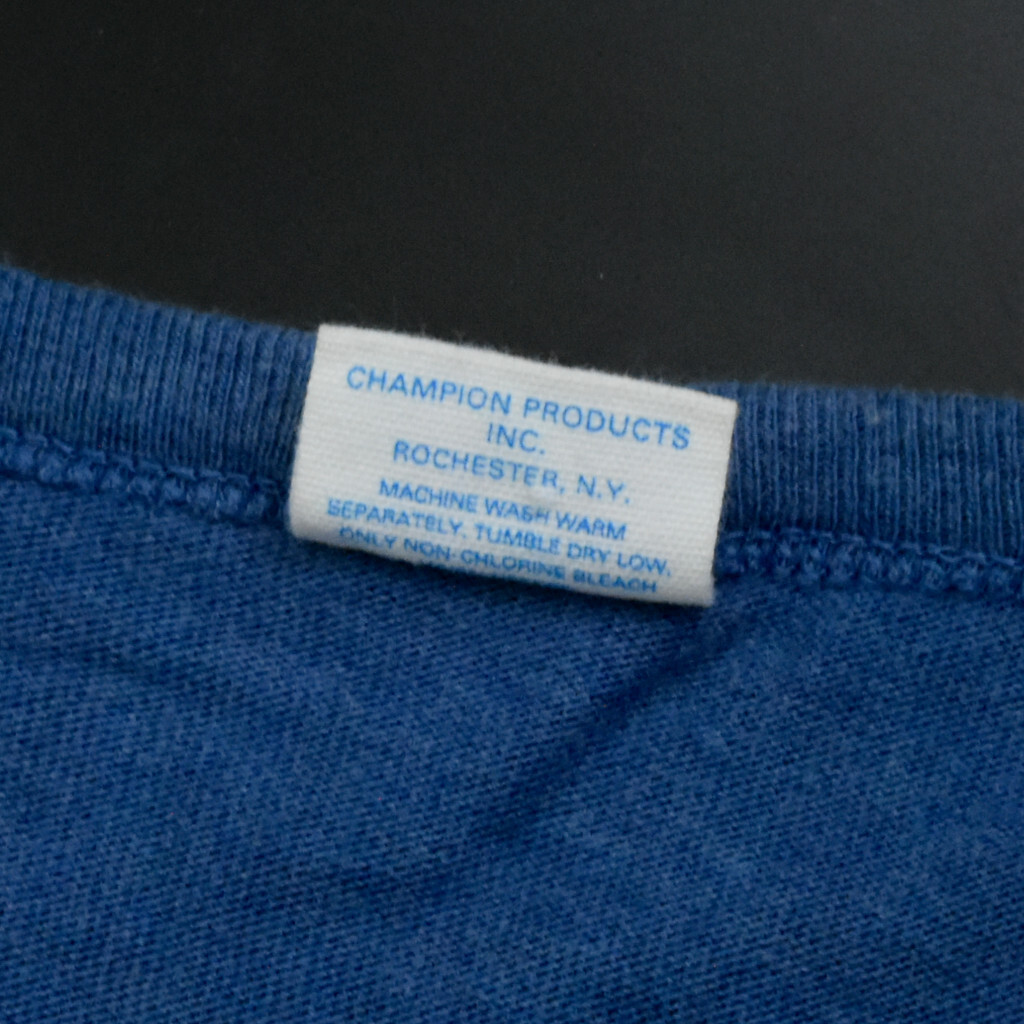 CHAMPION PRODUCTS
INC.
ROCHESTER, N.Y.
MACHINE WASH WARM
SEPARATELY. TUMBLE DRY LOW.
ONLY NON-CHLORINE BLEACH